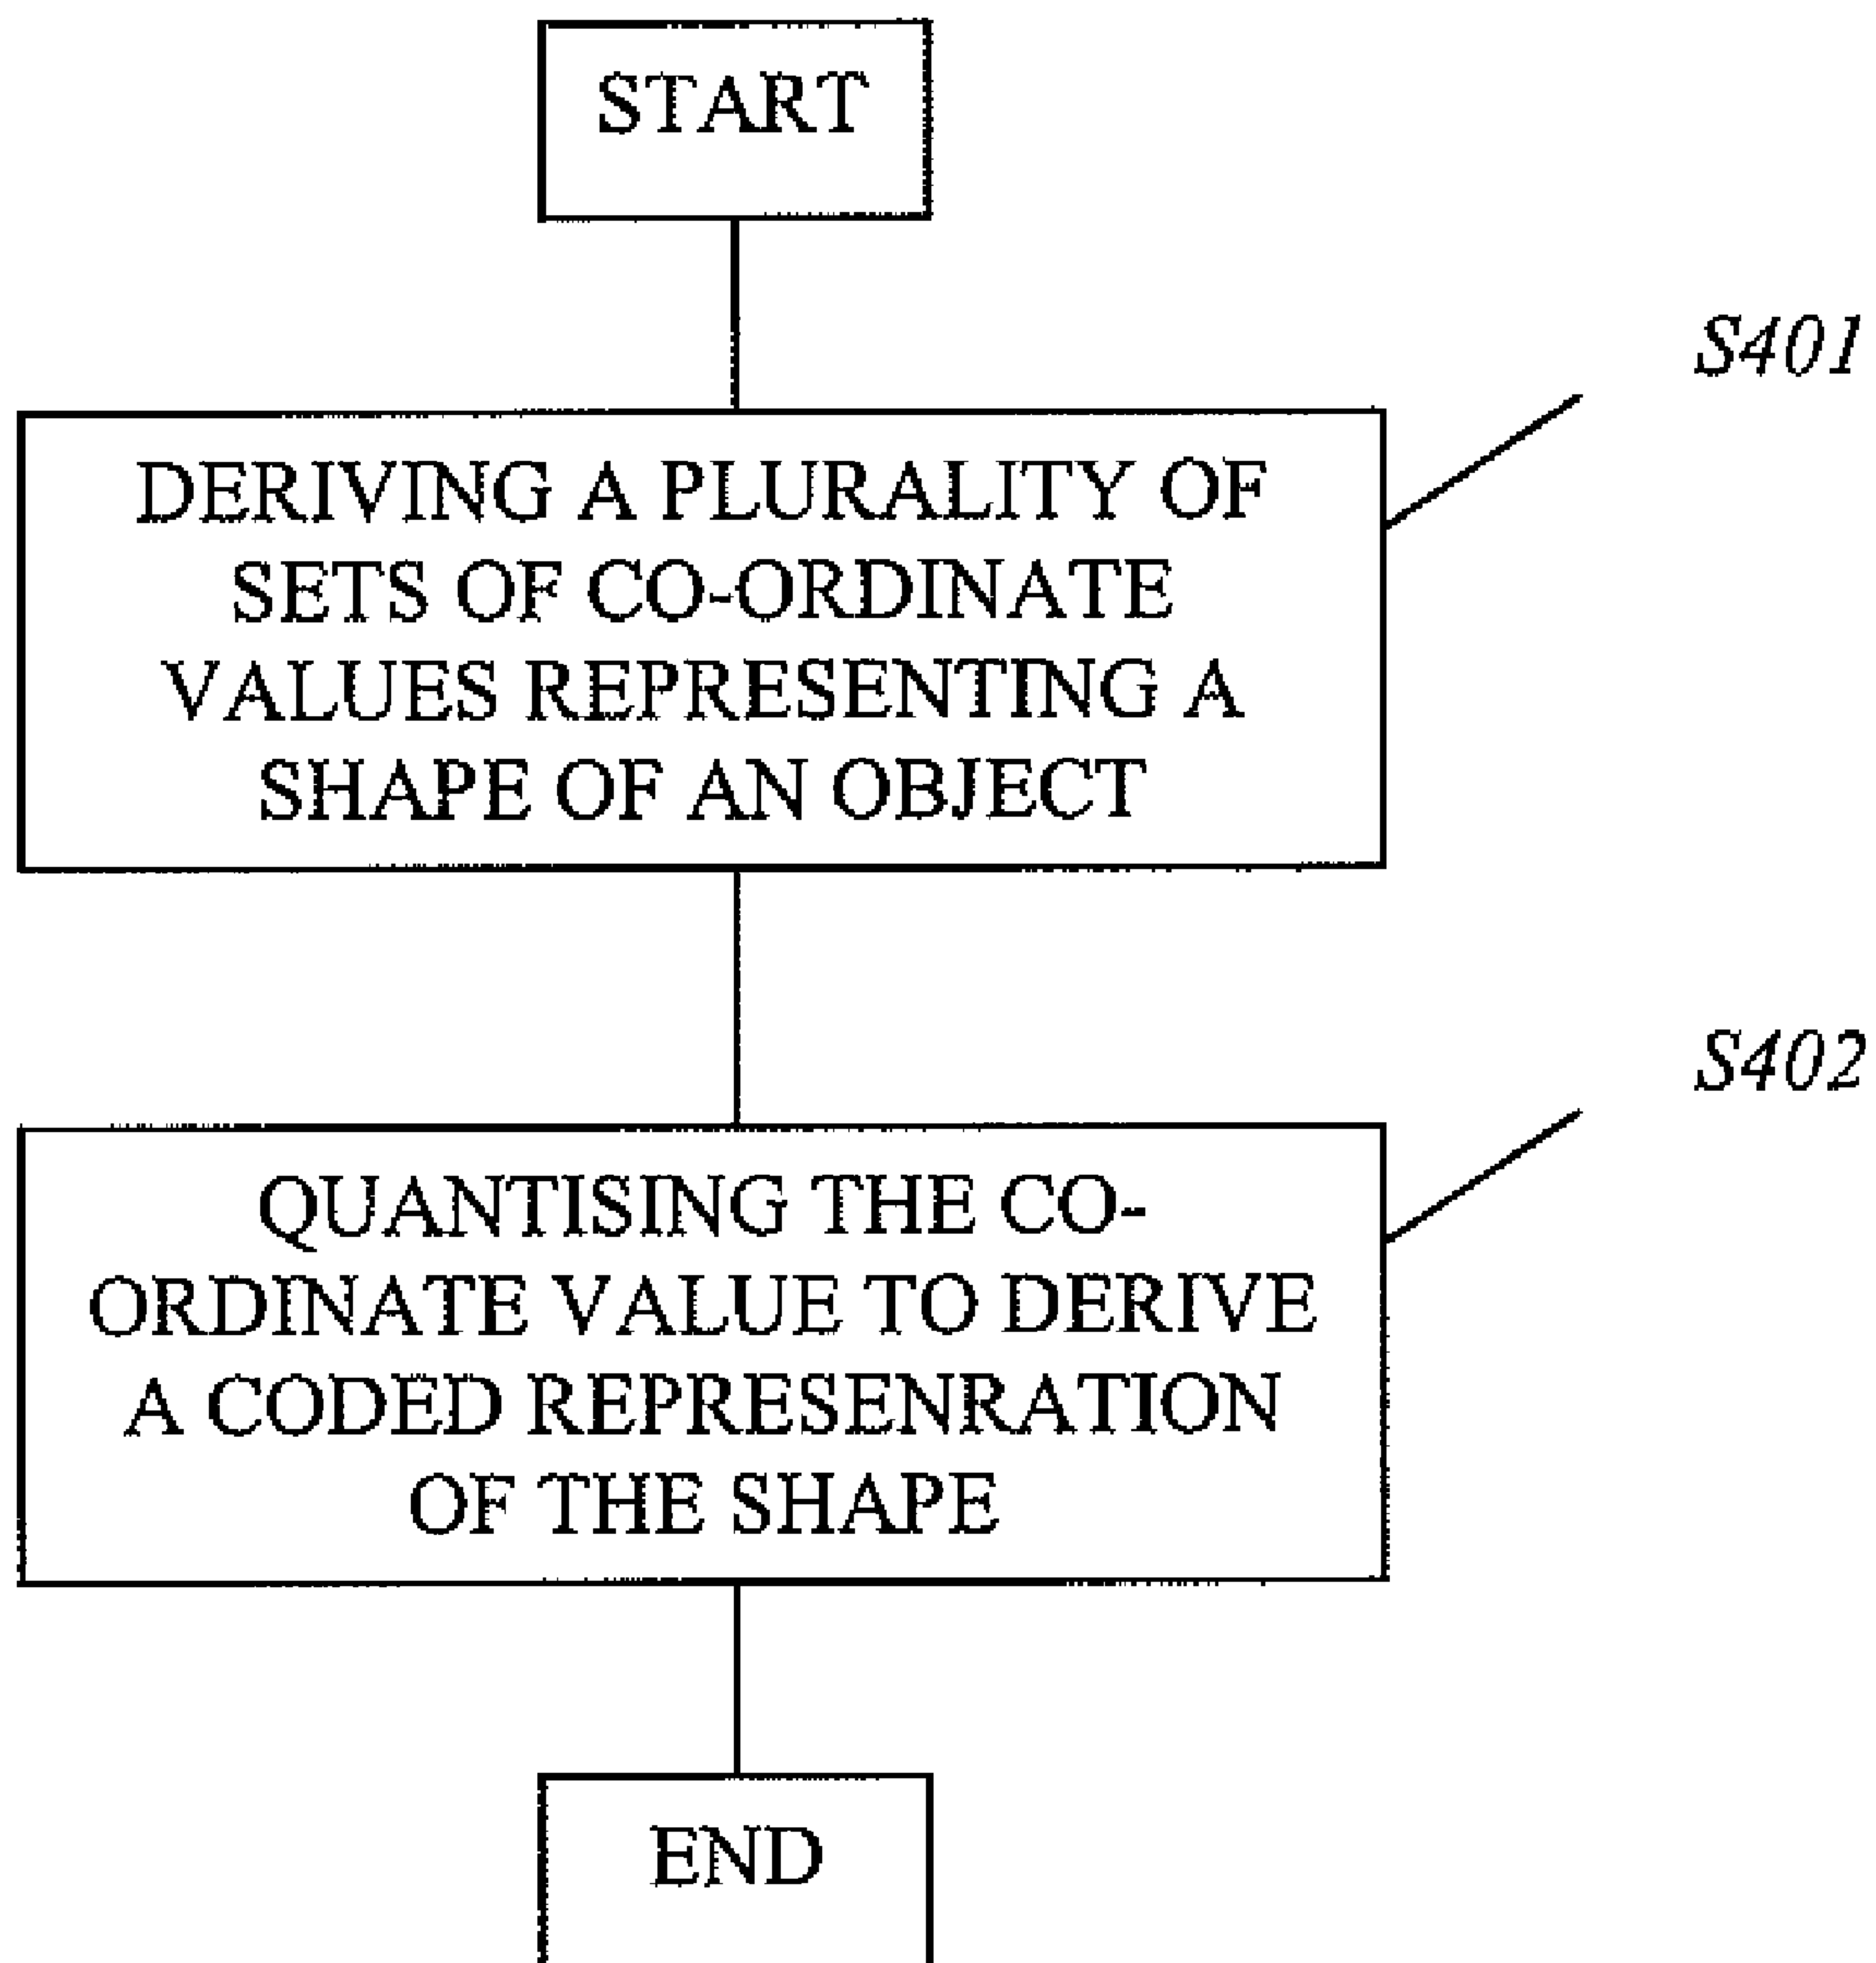 START
S401
DERIVING A PLURALITY OF
SETS OF CO-ORDINATE
VALUES REPRESENTING A
SHAPE OF AN OBJECT
S402
QUANTISING THE CO-
ORDINATE VALUE TO DERIVE
A CODED REPRESENRATION
OF THE SHAPE
END